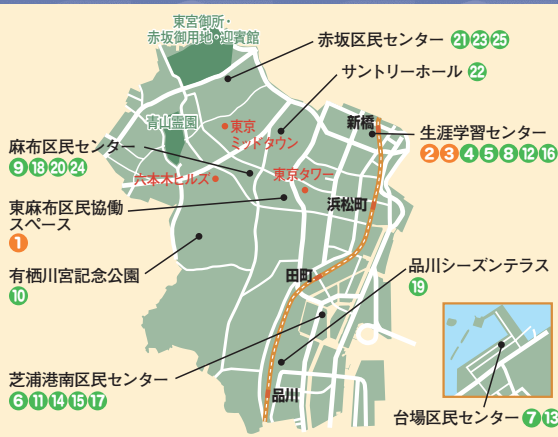 東宮御所・
赤坂御用地・迎賓館
赤坂区民センター ㉑㉓㉕
サントリーホール ㉒
青山霊園
東京
ミッドタウン
新橋
生涯学習センター
②③④⑤⑧⑫⑯
麻布区民センター
⑨⑱⑳㉔
六本木ヒルズ
東京タワー
東麻布区民協働
スペース
①
浜松町
有栖川宮記念公園
⑩
田町
品川シーズンテラス
⑲
芝浦港南区民センター
⑥⑪⑭⑮⑰
品川
台場区民センター ⑦⑬